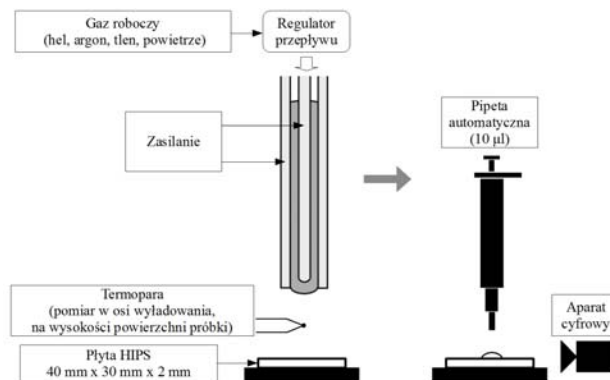 Gaz roboczy
(hel, argon, tlen, powietrze)
Regulator
przepływu
Zasilanie
Pipeta
automatyczna
(10 μl)
Termopara
(pomiar w osi wyładowania,
na wysokości powierzchni próbki)
Aparat
cyfrowy
Płyta HIPS
40 mm x 30 mm x 2 mm